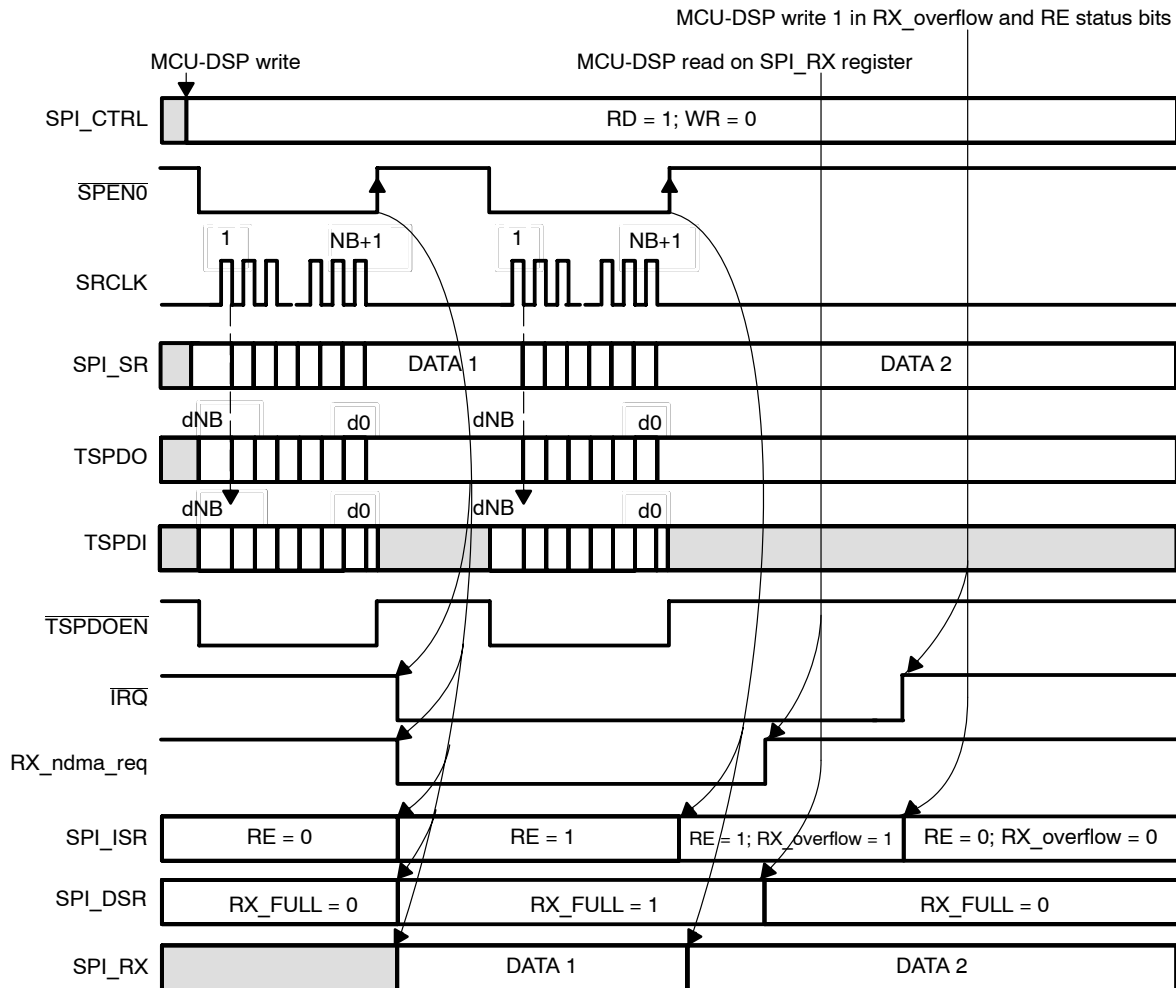 MCU-DSP write 1 in RX_overflow and RE status bits
MCU-DSP write
MCU-DSP read on SPI_RX register
SPI_CTRL
RD = 1; WR = 0
SPEN0
1
NB+1
1
NB+1
SRCLK
SPI_SR
DATA 1
DATA 2
dNB
d0
dNB
d0
TSPDO
dNB
d0
dNB
d0
TSPDI
TSPDOEN
IRQ
RX_ndma_req
SPI_ISR
RE = 0
RE = 1
RE = 1; RX_overflow = 1
RE = 0; RX_overflow = 0
SPI_DSR
RX_FULL = 0
RX_FULL = 1
RX_FULL = 0
SPI_RX
DATA 1
DATA 2